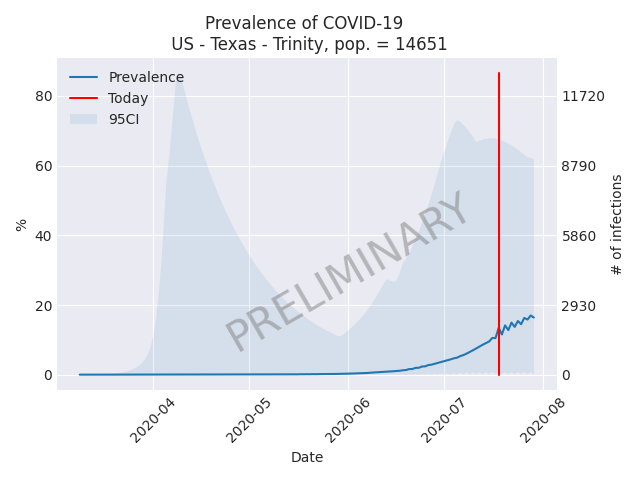 Prevalence of COVID-19
US - Texas - Trinity, pop. = 14651
Prevalence
Today
95CI
PRELIMINARY
%
80
60
40
20
0
# of infections
11720
8790
5860
2930
0
2020-04
2020-05
2020-06
2020-07
2020-08
Date